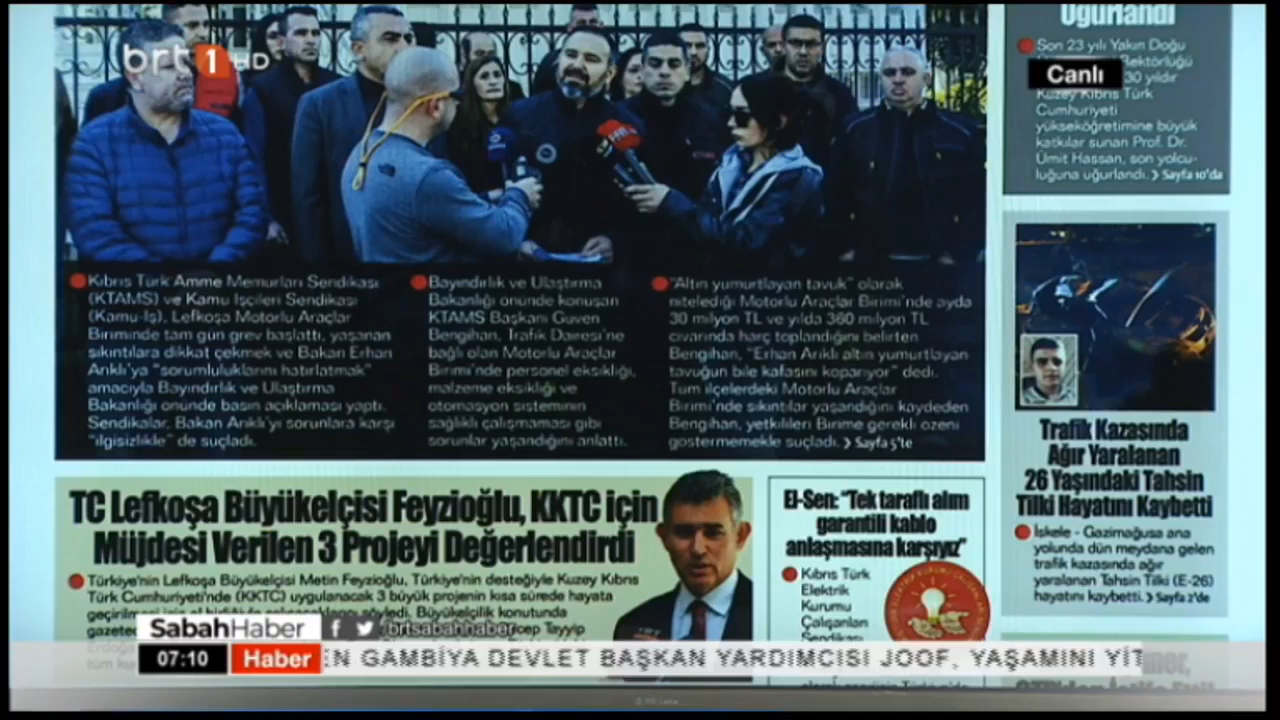 brt 1 HD
Canlı
Kıbrıs Türk Amme Memurları Sendikası
(KTAMS) ve Kamu İşçileri Sendikası
(Kamu-İş), Lefkoşa Motorlu Araçlar
Biriminde tam gün grev başlattı, yaşanan
sıkıntılara dikkat çekmek ve Bakan Erhan
Arıklı'ya "sorumluluklarını hatırlatmak"
amacıyla Bayındırlık ve Ulaştırma
Bakanlığı önünde basın açıklaması yaptı.
Sendikalar, Bakan Arıklı'yı sorunlara karşı
"ilgisizlikle" de suçladı.
Bayındırlık ve Ulaştırma
Bakanlığı önünde konuşan
KTAMS Başkanı Güven
Bengihan, Trafik Dairesi'ne
bağlı olan Motorlu Araçlar
Birimi'nde personel eksikliği,
malzeme eksikliği ve
otomasyon sisteminin
sağlıklı çalışmaması gibi
sorunlar yaşandığını anlattı.
"Altın yumurtlayan tavuk" olarak
nitelediği Motorlu Araçlar Birimi'nde ayda
30 milyon TL ve yılda 360 milyon TL
civarında harç toplandığını belirten
Bengihan, "Erhan Arıklı altın yumurtlayan
tavuğun bile kafasını koparıyor" dedi.
Tüm ilçelerdeki Motorlu Araçlar
Birimi'nde sıkıntılar yaşandığını kaydeden
Bengihan, yetkilileri Birime gerekli özeni
göstermemekle suçladı. ❯ Sayfa 5'te
Uğurlandı
Son 23 yılı Yakın Doğu
Rektörlüğü
30 yıldır
Kuzey Kıbrıs Türk
Cumhuriyeti
yükseköğretimine büyük
katkılar sunan Prof. Dr.
Ümit Hassan, son yolcu-
luğuna uğurlandı. ❯ Sayfa 10'da
Trafik Kazasında
Ağır Yaralanan
26 Yaşındaki Tahsin
Tilki Hayatını Kaybetti
İskele - Gazimağusa ana
yolunda dün meydana gelen
trafik kazasında ağır
yaralanan Tahsin Tilki (E-26)
hayatını kaybetti. ❯ Sayfa 2'de
TC Lefkoşa Büyükelçisi Feyzioğlu, KKTC için
Müjdesi Verilen 3 Projeyi Değerlendirdi
Türkiye'nin Lefkoşa Büyükelçisi Metin Feyzioğlu, Türkiye'nin desteğiyle Kuzey Kıbrıs
Türk Cumhuriyeti'nde (KKTC) uygulanacak 3 büyük projenin kısa sürede hayata
El-Sen: "Tek taraflı alım
garantili kablo
anlaşmasına karşıyız"
Kıbrıs Türk
Elektrik
Kurumu
Çalışanları
Sendikası
SabahHaber
/brtsabahhaber
07:10 Haber
EN GAMBİYA DEVLET BAŞKAN YARDIMCISI JOOF, YAŞAMINI YİT